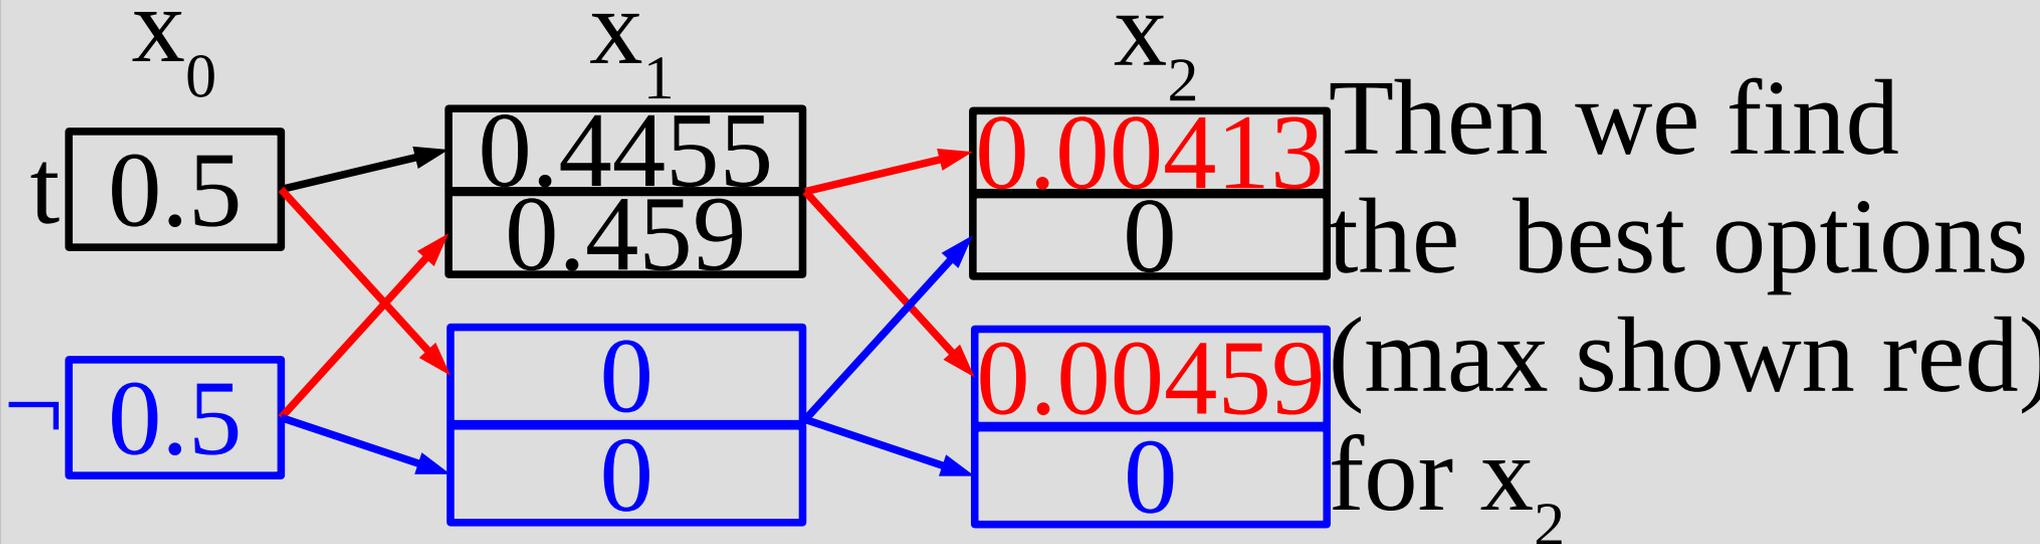 x₀ x₁ x₂
t 0.5
¬ 0.5
0.4455
0.459
0
0
0.00413
0
0.00459
0
Then we find
the best options
(max shown red)
for x₂